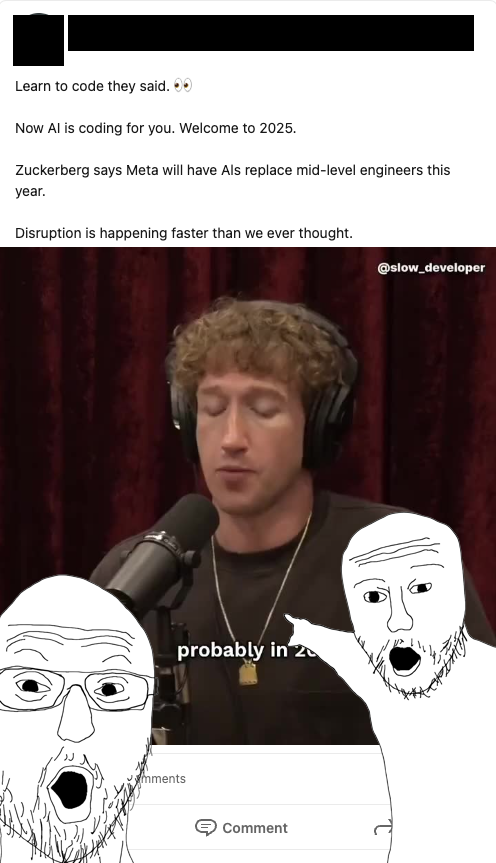 Learn to code they said. 👀
Now AI is coding for you. Welcome to 2025.
Zuckerberg says Meta will have AIs replace mid-level engineers this
year.
Disruption is happening faster than we ever thought.
@slow_developer
probably in
Comment